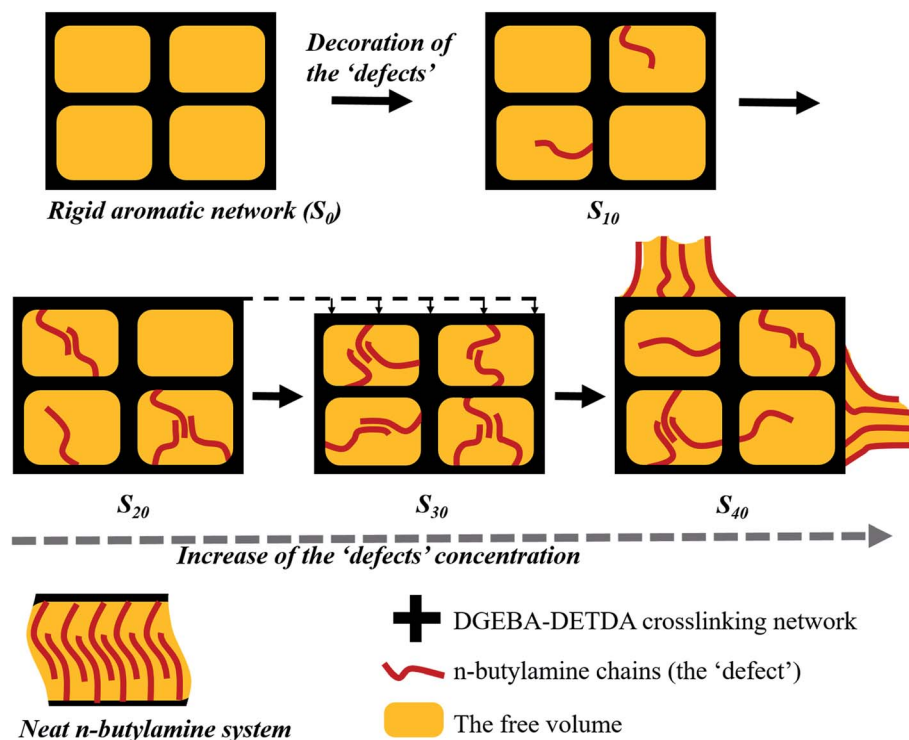 Decoration of
the ‘defects’
Rigid aromatic network (S0)
S10
S20
S30
S40
Increase of the ‘defects’ concentration
DGEBA-DETDA crosslinking network
n-butylamine chains (the ‘defect’)
The free volume
Neat n-butylamine system